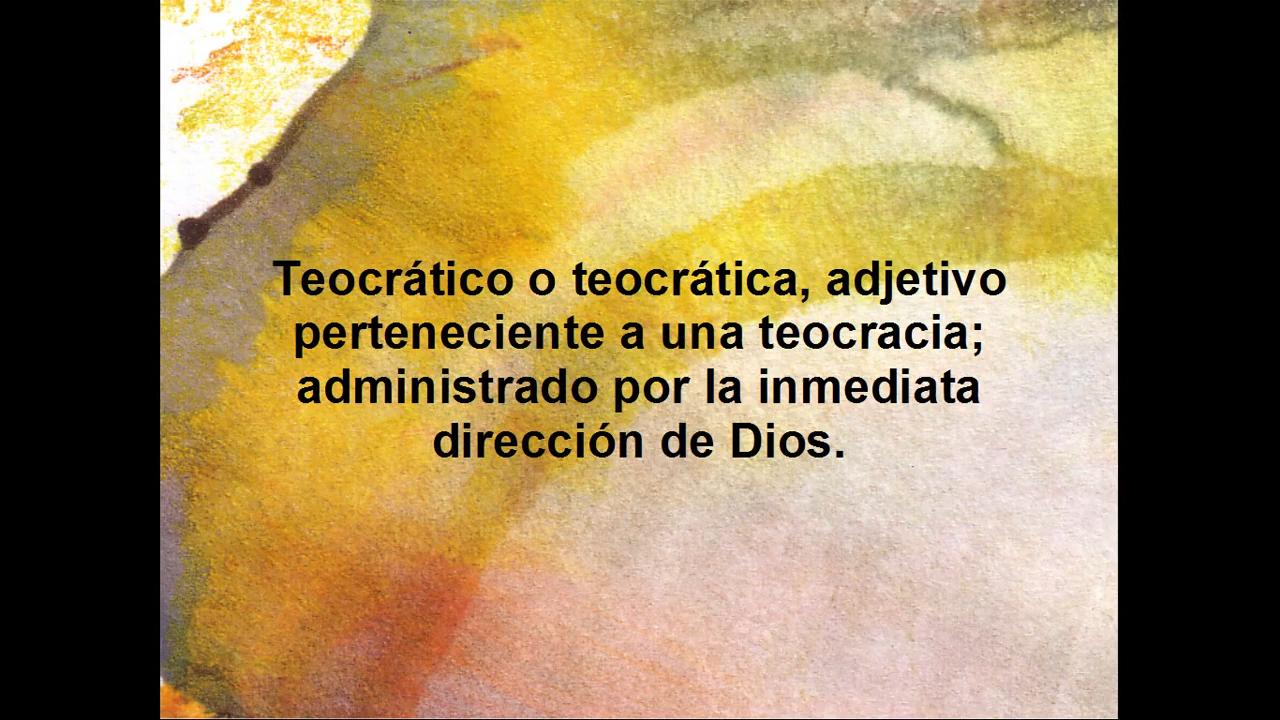 Teocrático o teocrática, adjetivo
perteneciente a una teocracia;
administrado por la inmediata
dirección de Dios.